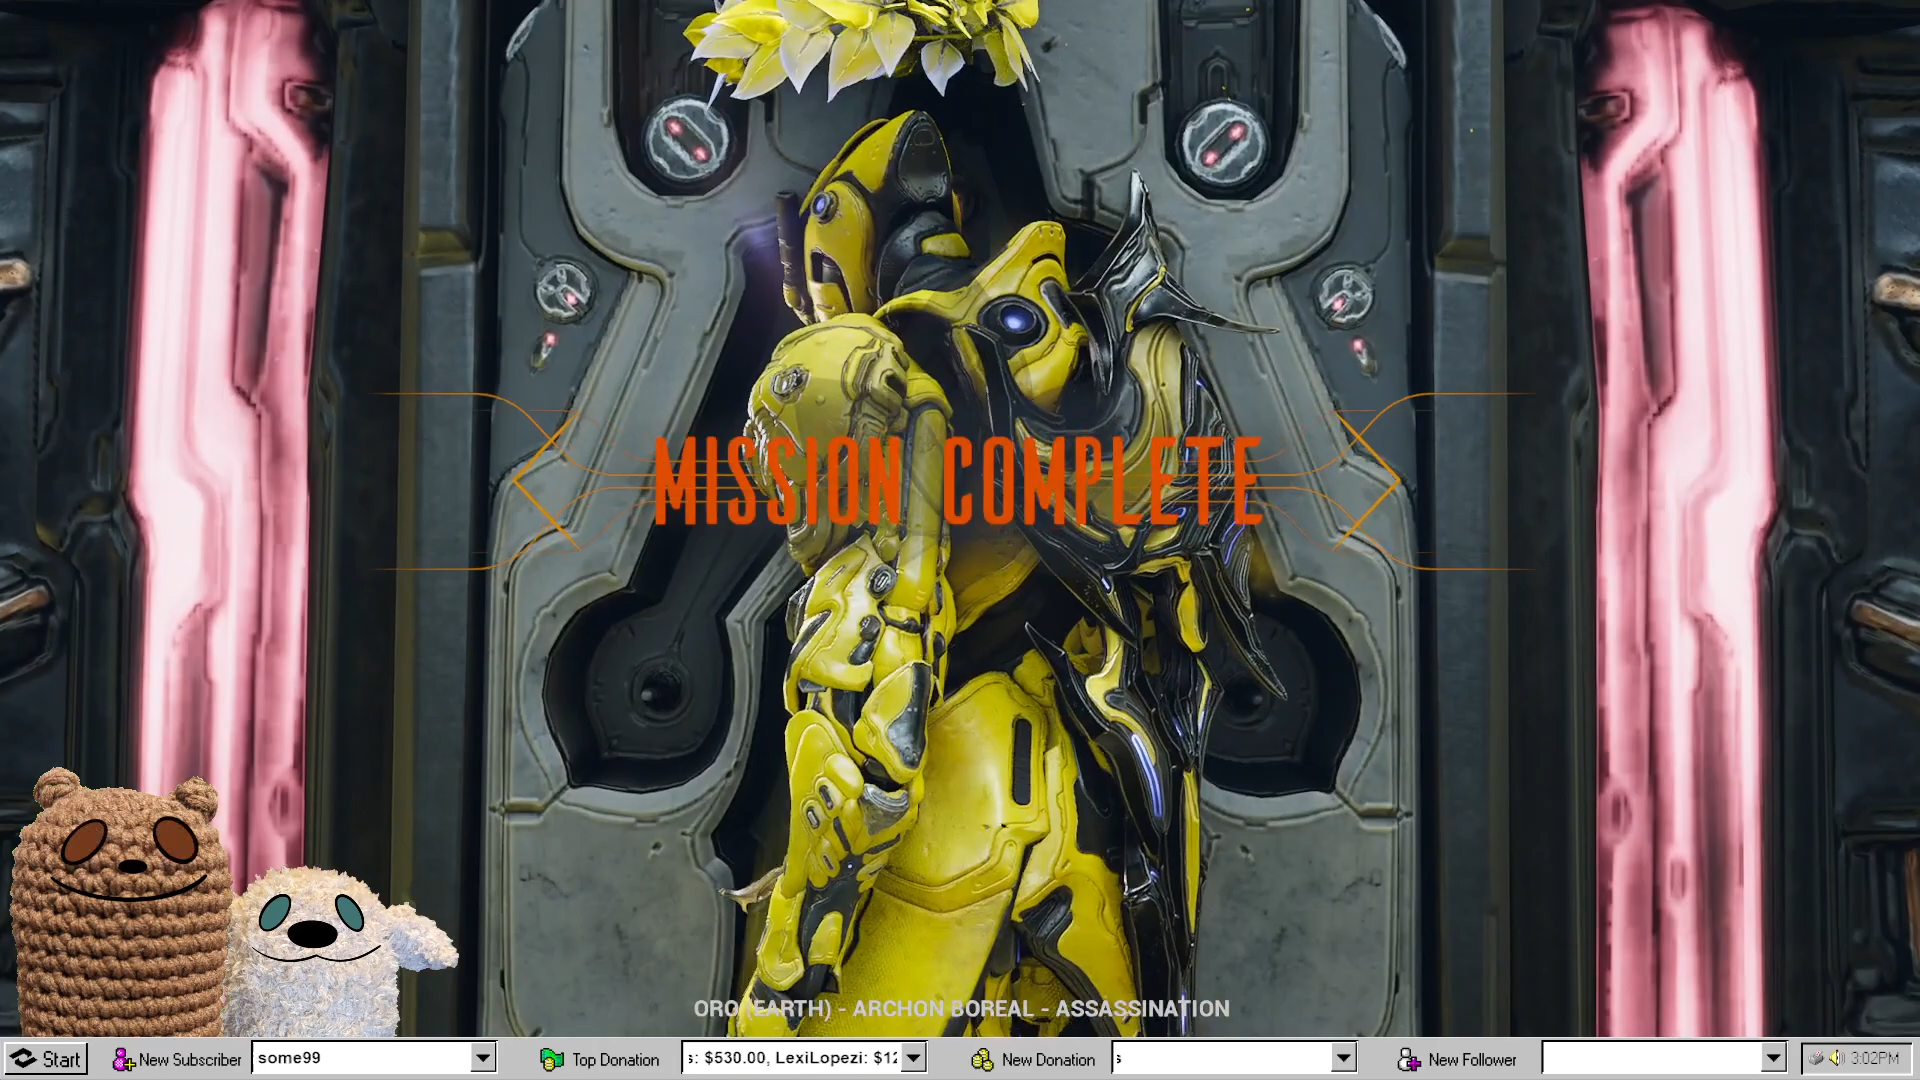 MISSION COMPLETE
ORO (EARTH) - ARCHON BOREAL - ASSASSINATION
Start New Subscriber some99 Top Donation s: $530.00, LexiLopezi: $12 New Donation s New Follower 3:02PM